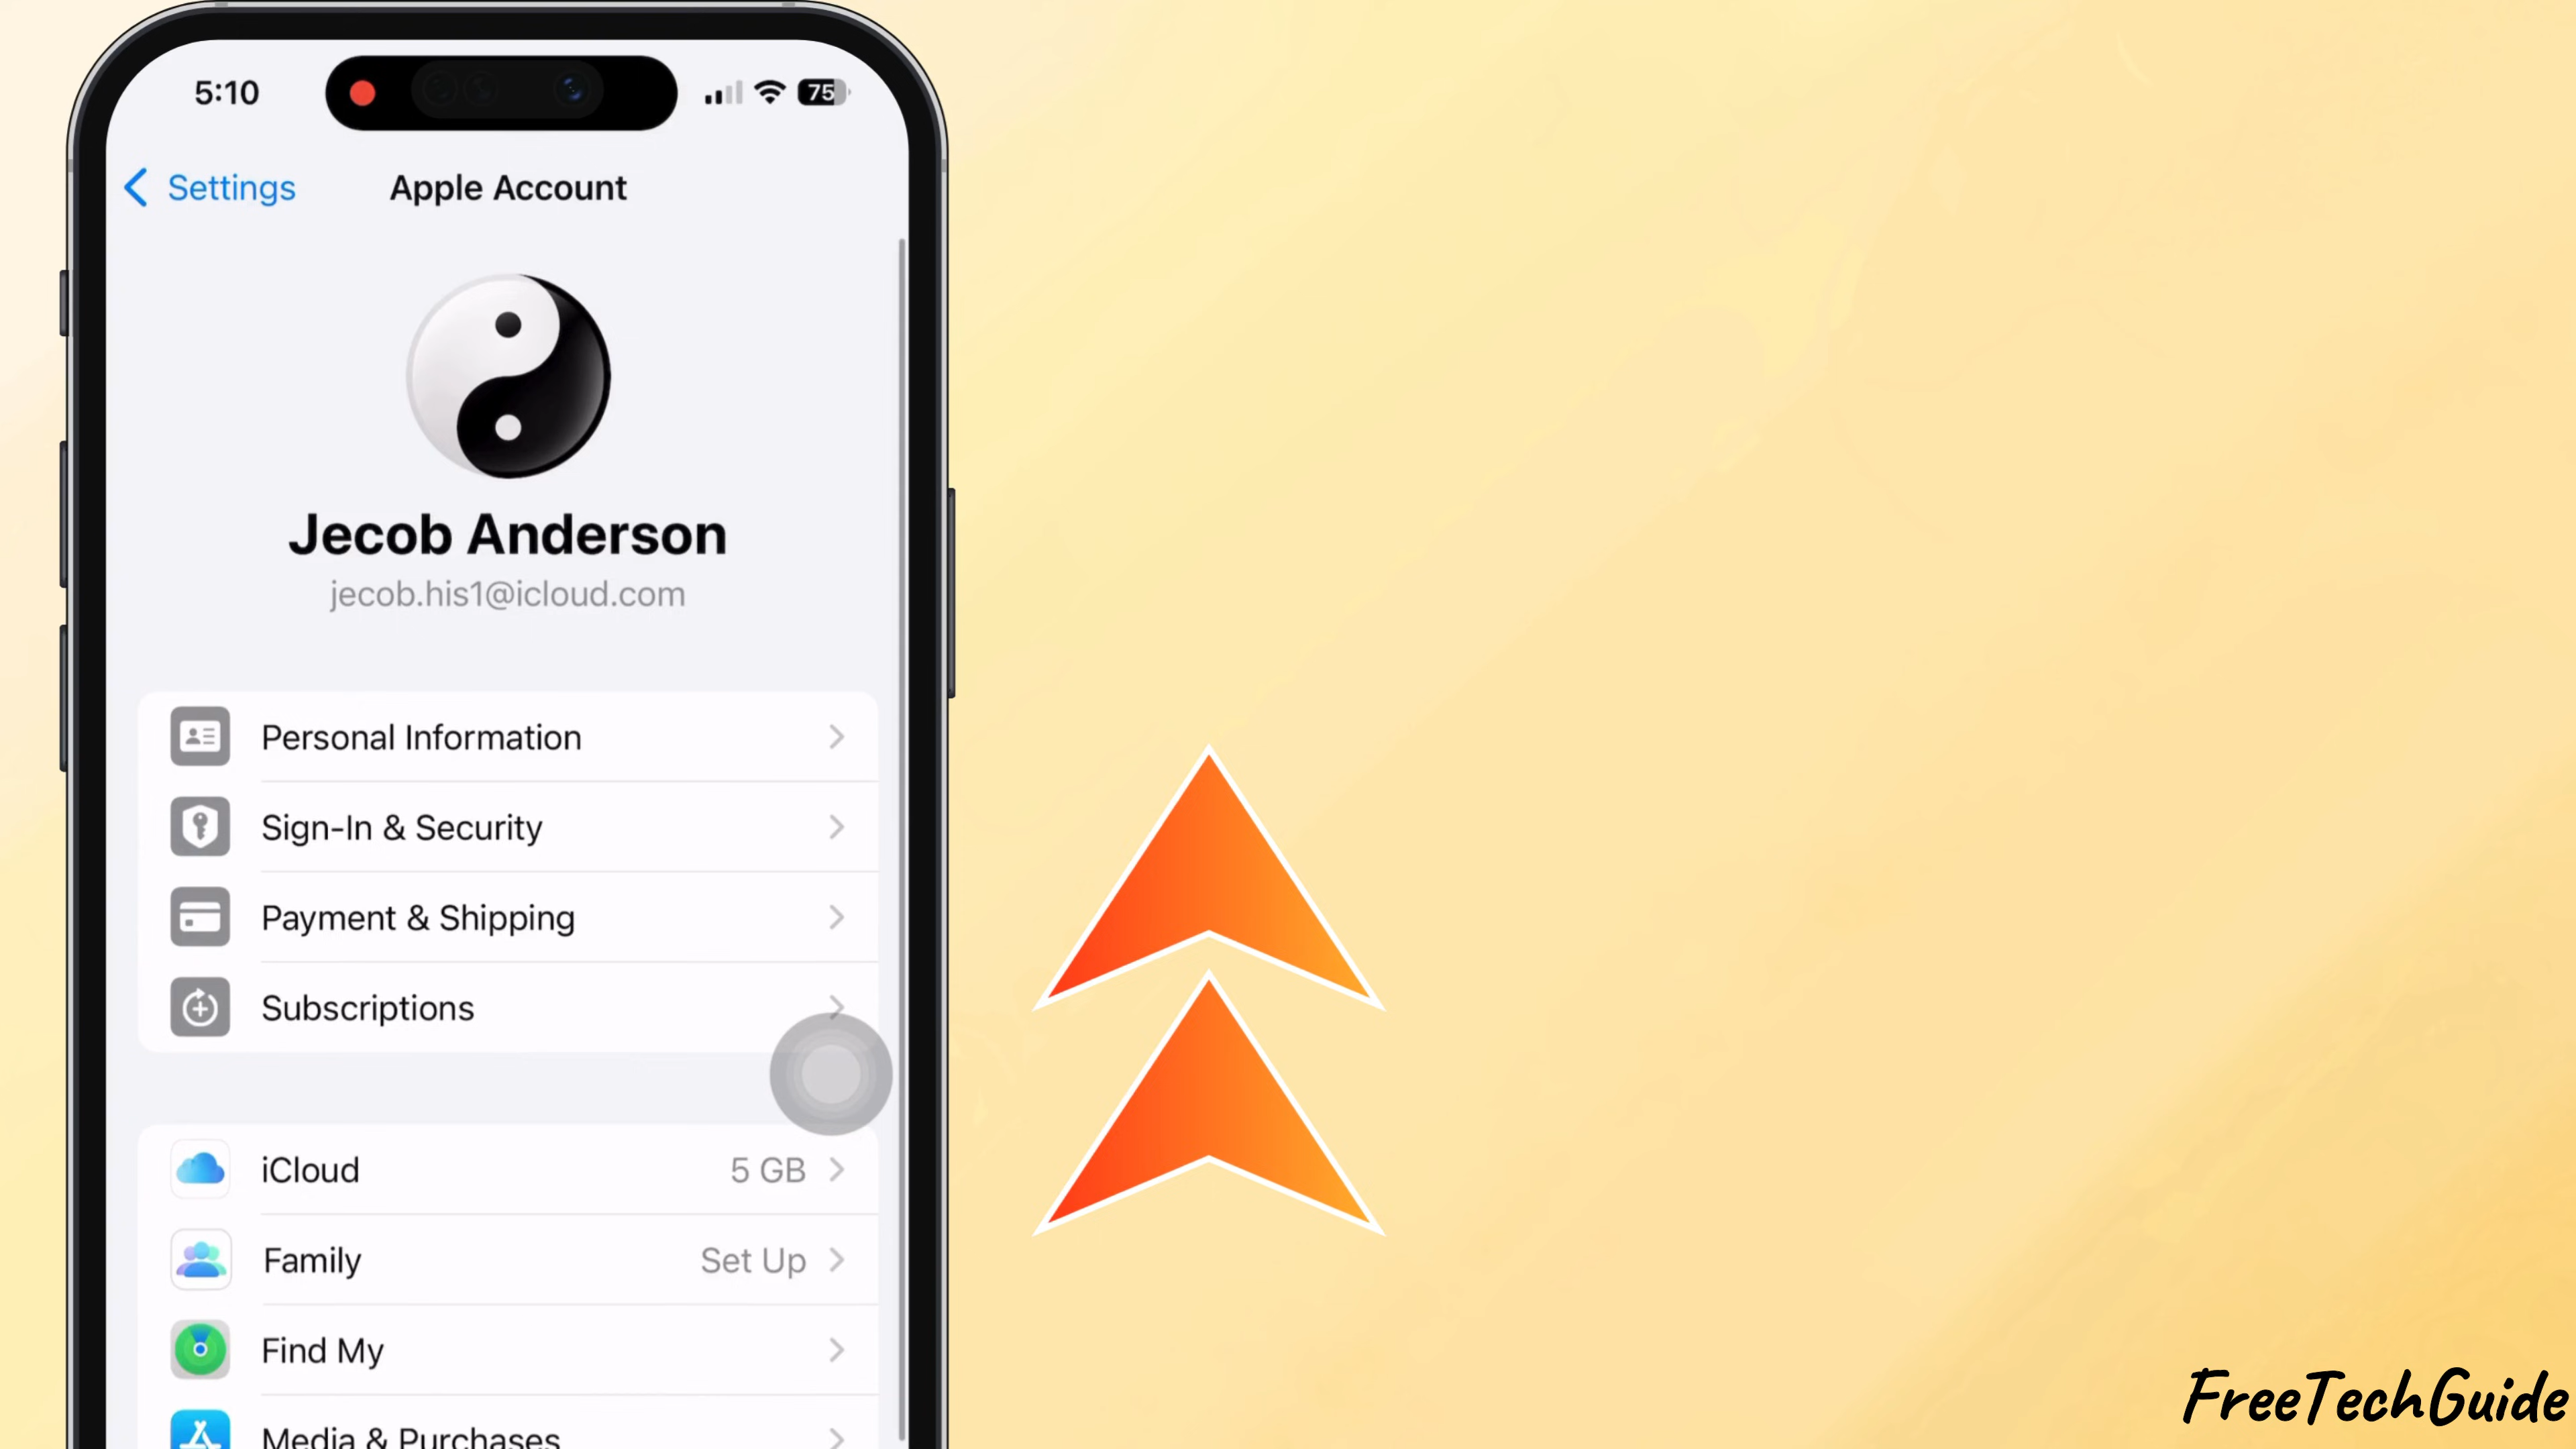 5:10
75
Settings
Apple Account
Jecob Anderson
jecob.his1@icloud.com
Personal Information
Sign-In & Security
Payment & Shipping
Subscriptions
iCloud 5 GB
Family Set Up
Find My
Media & Purchases
FreeTechGuide